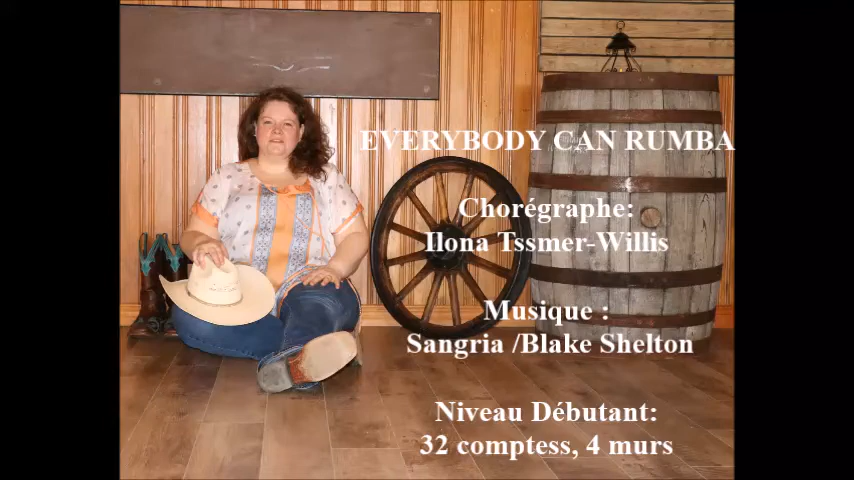 EVERYBODY CAN RUMBA
Chorégraphe:
Ilona Tssmer-Willis
Musique :
Sangria /Blake Shelton
Niveau Débutant:
32 comptess, 4 murs